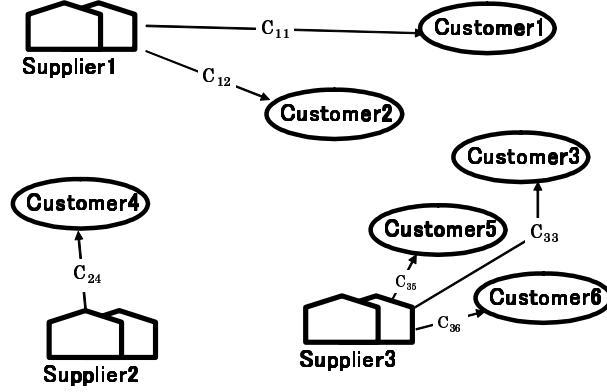 C11
Customer1
Supplier1
C12
Customer2
Customer3
Customer4
Customer5
C33
C24
C35
Customer6
C36
Supplier3
Supplier2